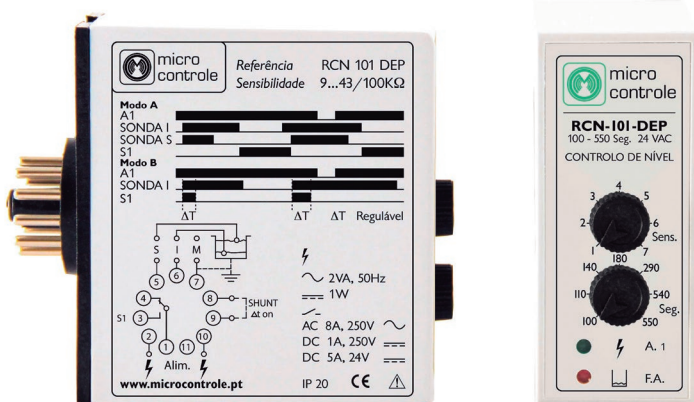 micro
controle
Referência RCN 101 DEP
Sensibilidade 9...43/100KΩ
Modo A
A1
SONDA I
SONDA S
S1
Modo B
A1
SONDA I
S1
ΔT ΔT ΔT Regulável
S I M
5 6 7
4 8 SHUNT
S1 3 9 Δt on
2 1 11 10
Alim.
www.microcontrole.pt
2VA, 50Hz
1W
AC 8A, 250V
DC 1A, 250V
DC 5A, 24V
IP 20 CE
micro
controle
RCN-101-DEP
100 - 550 Seg. 24 VAC
CONTROLO DE NÍVEL
1 2 3 4 5 6 7
Sens.
100 110 140 180 290 540 550
Seg.
A. 1
F.A.